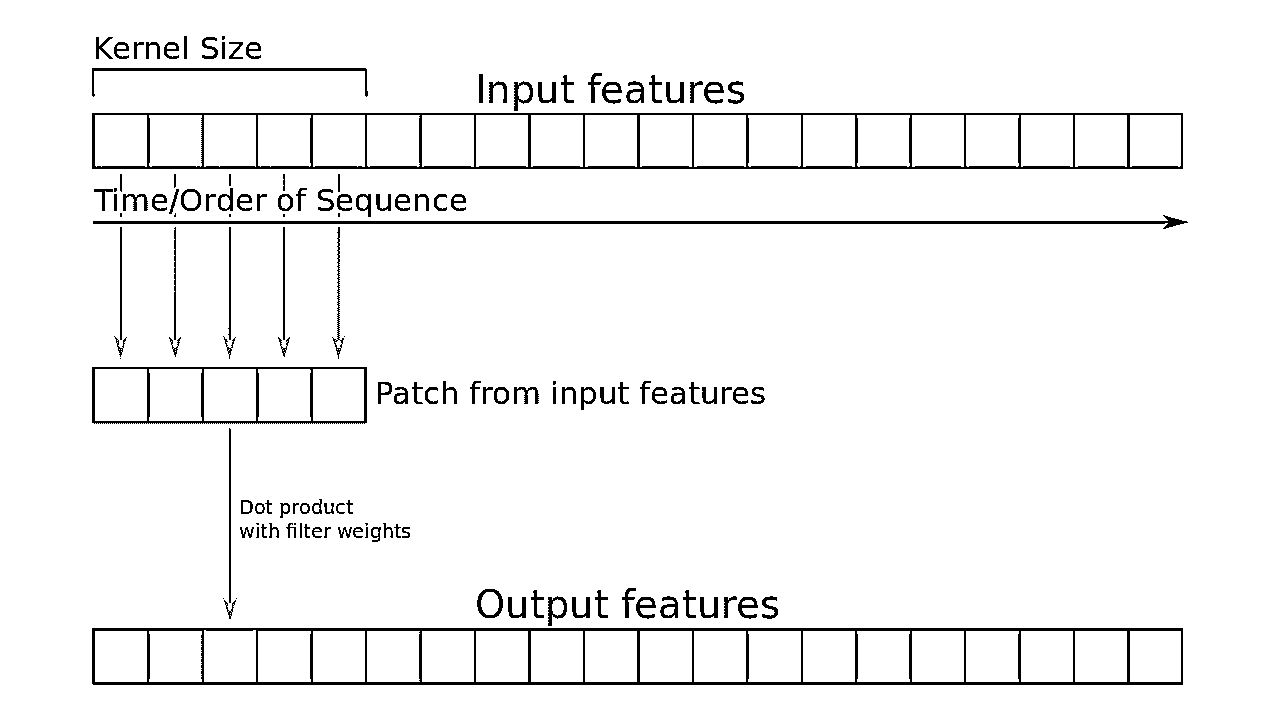 Kernel Size
Input features
Time/Order of Sequence
Patch from input features
Dot product
with filter weights
Output features